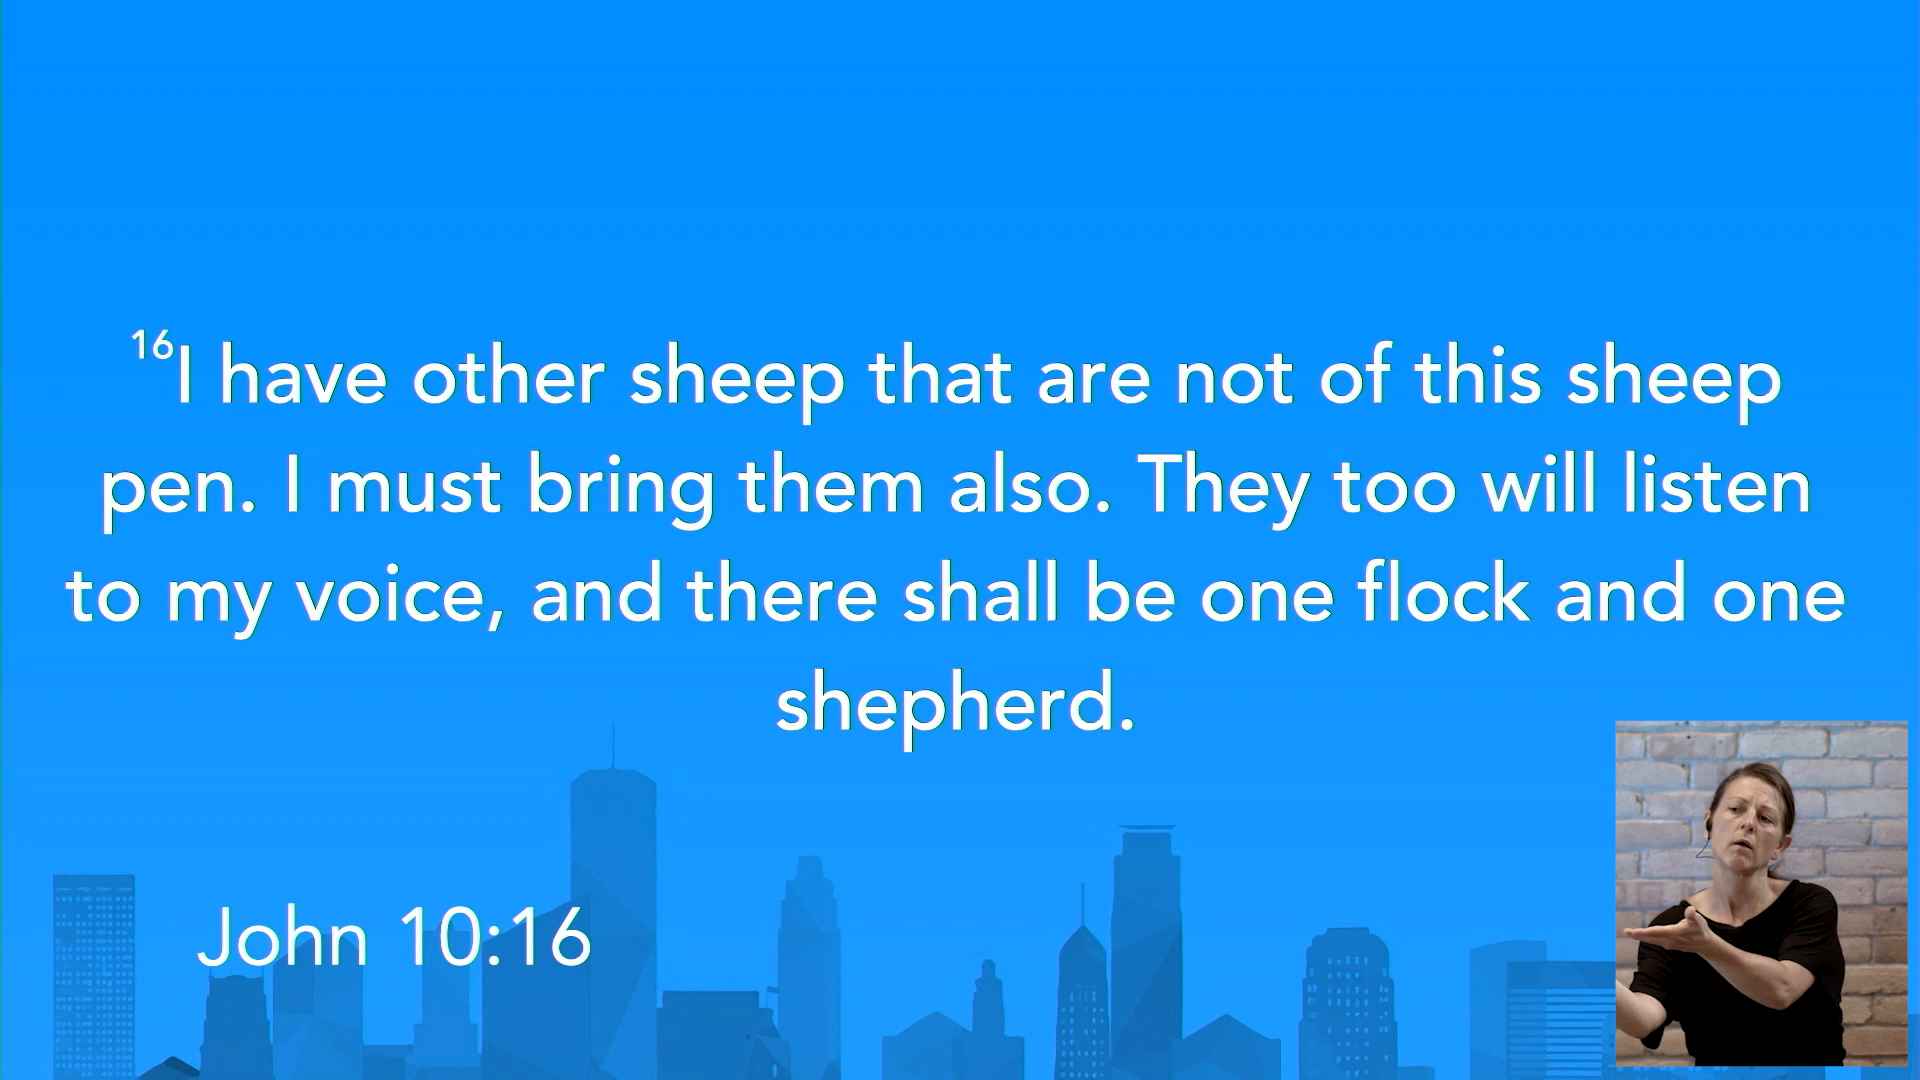 16I have other sheep that are not of this sheep
pen. I must bring them also. They too will listen
to my voice, and there shall be one flock and one
shepherd.
John 10:16